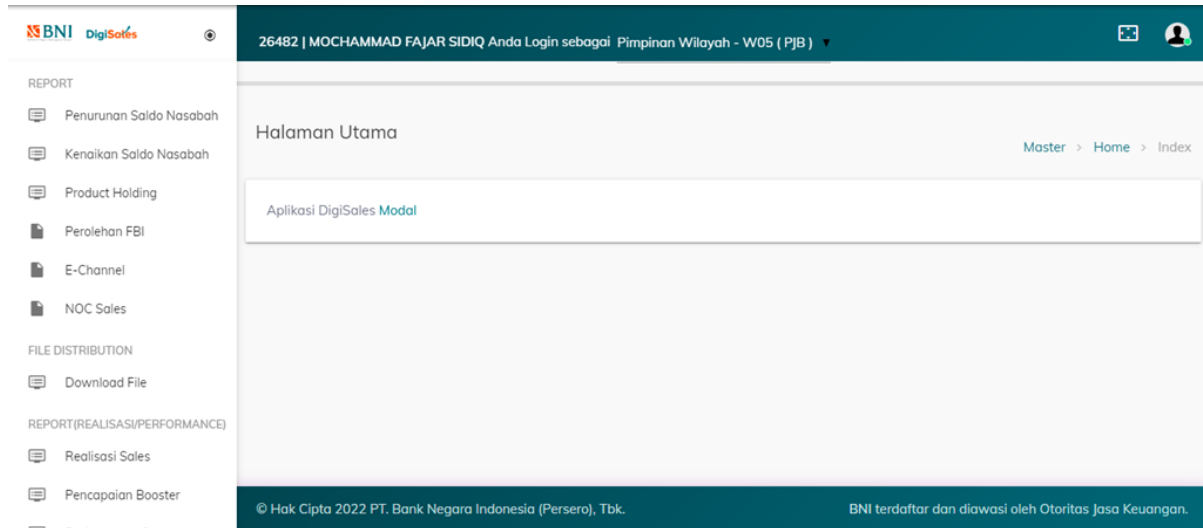 BNI DigiSales
26482 | MOCHAMMAD FAJAR SIDIQ Anda Login sebagai Pimpinan Wilayah - W05 ( PJB )
REPORT
Penurunan Saldo Nasabah
Kenaikan Saldo Nasabah
Product Holding
Perolehan FBI
E-Channel
NOC Sales
FILE DISTRIBUTION
Download File
REPORT(REALISASI/PERFORMANCE)
Realisasi Sales
Pencapaian Booster
Halaman Utama
Master > Home > Index
Aplikasi DigiSales Modal
© Hak Cipta 2022 PT. Bank Negara Indonesia (Persero), Tbk.
BNI terdaftar dan diawasi oleh Otoritas Jasa Keuangan.